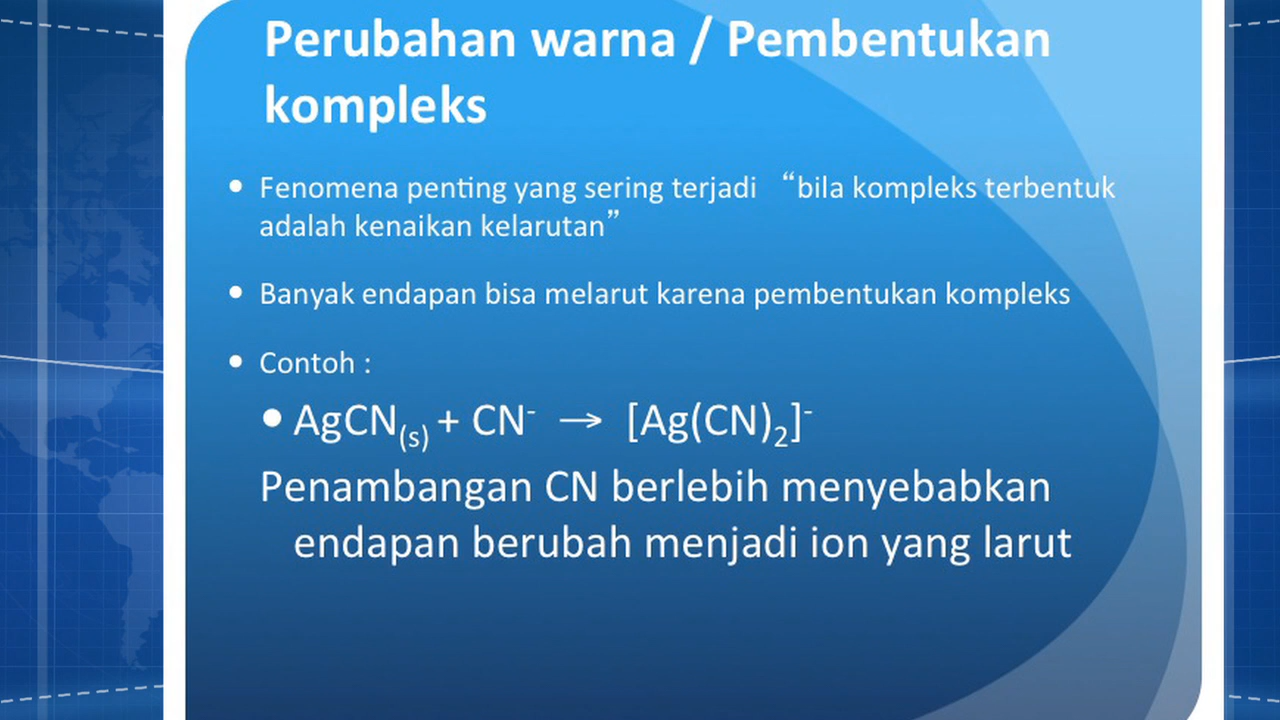 Perubahan warna / Pembentukan
kompleks
• Fenomena penting yang sering terjadi “bila kompleks terbentuk
adalah kenaikan kelarutan”
• Banyak endapan bisa melarut karena pembentukan kompleks
• Contoh :
• AgCN(s) + CN⁻ → [Ag(CN)₂]⁻
Penambangan CN berlebih menyebabkan
endapan berubah menjadi ion yang larut